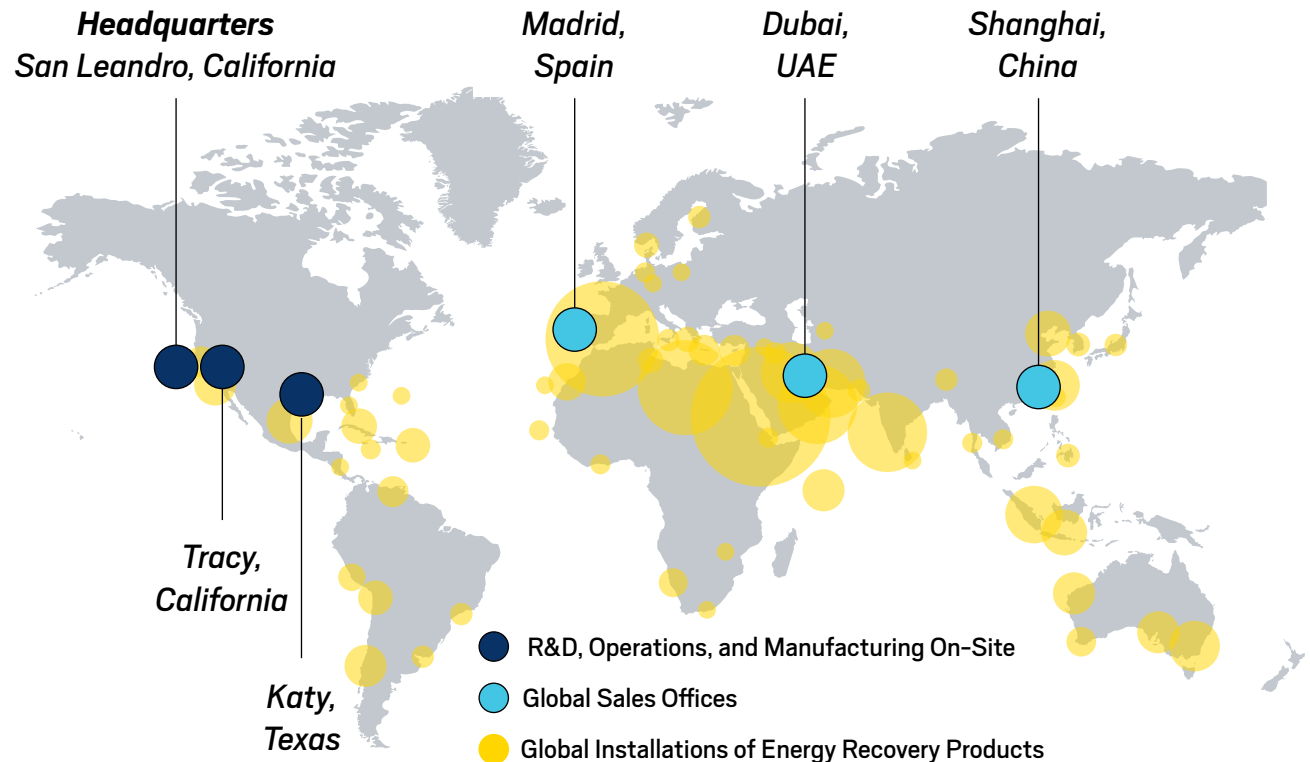 Headquarters
San Leandro, California
Madrid,
Spain
Dubai,
UAE
Shanghai,
China
Tracy,
California
Katy,
Texas
R&D, Operations, and Manufacturing On-Site
Global Sales Offices
Global Installations of Energy Recovery Products